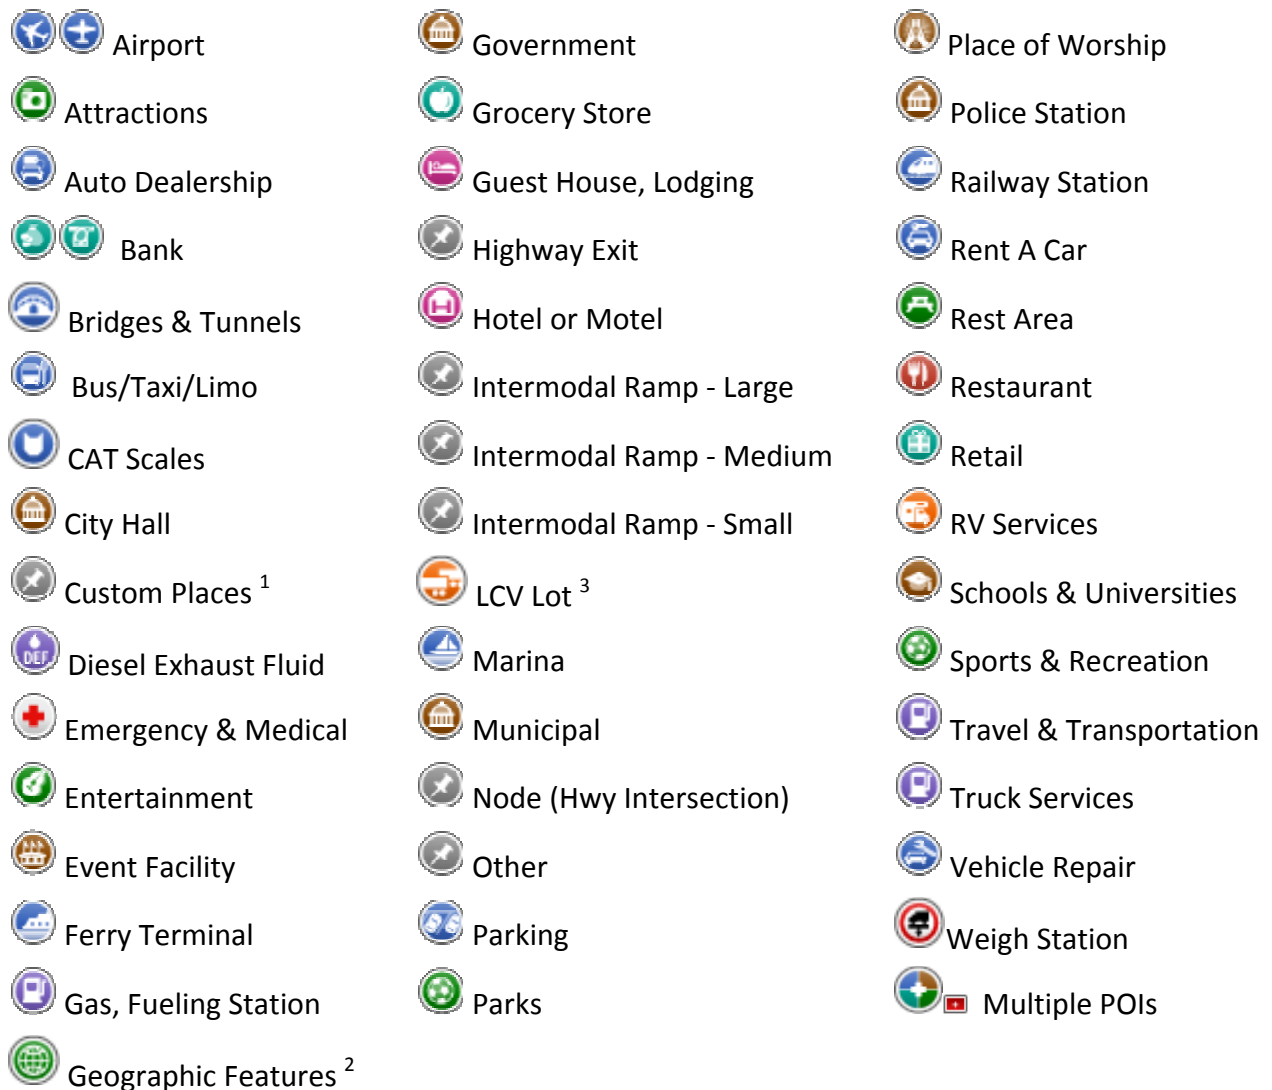 Airport
Attractions
Auto Dealership
Bank
Bridges & Tunnels
Bus/Taxi/Limo
CAT Scales
City Hall
Custom Places 1
DEF
Diesel Exhaust Fluid
Emergency & Medical
Entertainment
Event Facility
Ferry Terminal
Gas, Fueling Station
Geographic Features 2
Government
Grocery Store
Guest House, Lodging
Highway Exit
Hotel or Motel
Intermodal Ramp - Large
Intermodal Ramp - Medium
Intermodal Ramp - Small
LCV Lot 3
Marina
Municipal
Node (Hwy Intersection)
Other
Parking
Parks
Place of Worship
Police Station
Railway Station
Rent A Car
Rest Area
Restaurant
Retail
RV Services
Schools & Universities
Sports & Recreation
Travel & Transportation
Truck Services
Vehicle Repair
Weigh Station
Multiple POIs